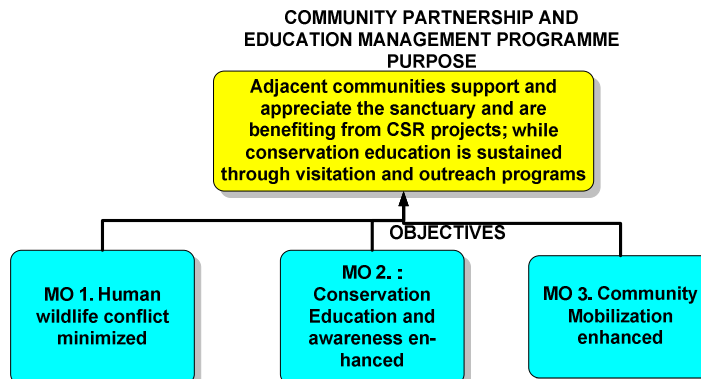 COMMUNITY PARTNERSHIP AND
EDUCATION MANAGEMENT PROGRAMME
PURPOSE
Adjacent communities support and
appreciate the sanctuary and are
benefiting from CSR projects; while
conservation education is sustained
through visitation and outreach programs
OBJECTIVES
MO 1. Human
wildlife conflict
minimized
MO 2. :
Conservation
Education and
awareness en-
hanced
MO 3. Community
Mobilization
enhanced